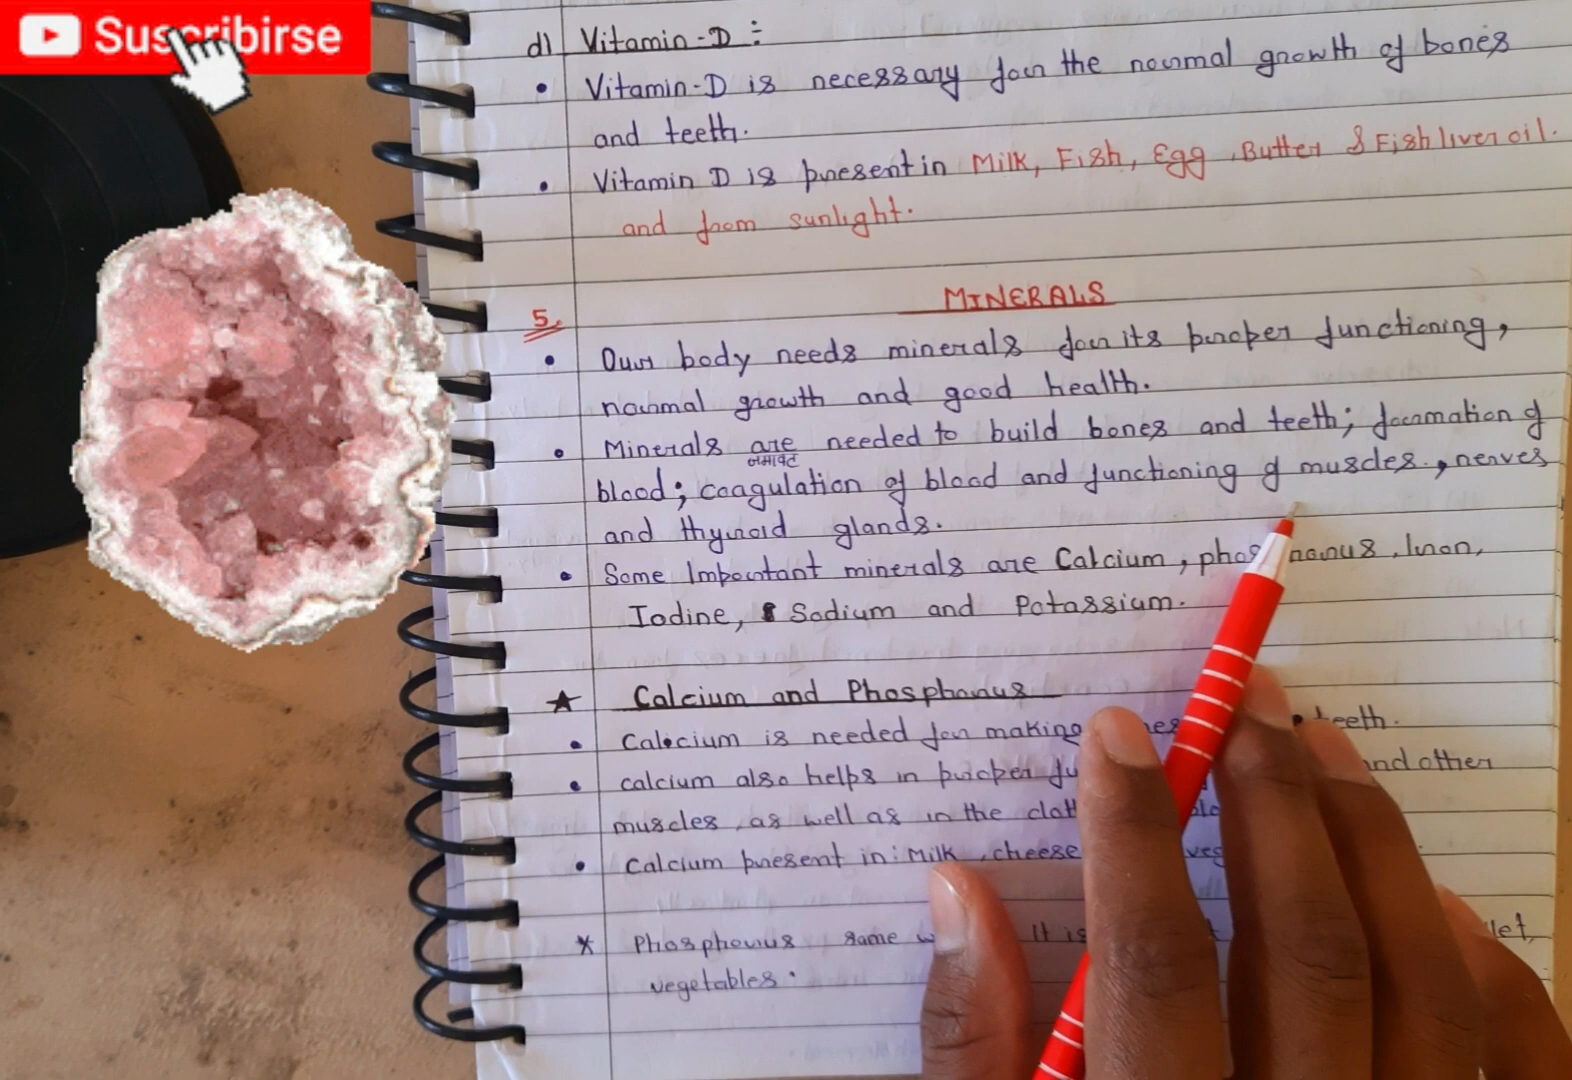 Suscribirse
d) Vitamin-D :
• Vitamin-D is necessary for the normal growth of bones
and teeth.
• Vitamin D is present in Milk, Fish, Egg, Butter & Fish liver oil.
and from sunlight.
MINERALS
5.
• Our body needs minerals for its proper functioning,
normal growth and good health.
• Minerals are needed to build bones and teeth; formation of
जमावट
blood; coagulation of blood and functioning of muscles, nerves
and thyroid glands.
• Some Important minerals are Calcium, phos horus, Iron,
Iodine, Sodium and Potassium.
★ Calcium and Phosphorus
• Calcium is needed for making teeth.
• calcium also helps in proper and other
muscles, as well as in the
• Calcium present in: Milk, cheese
* Phosphorus same It is
vegetables.